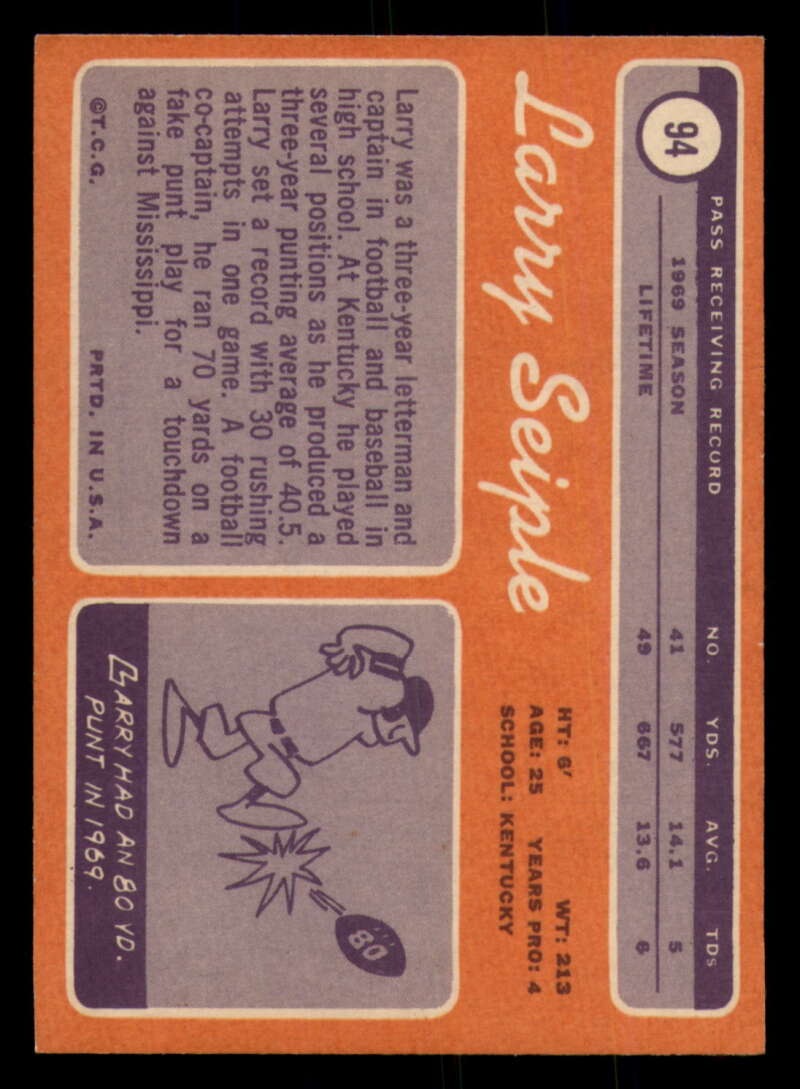 94
PASS RECEIVING RECORD NO. YDS. AVG. TDs
1969 SEASON 41 577 14.1 5
LIFETIME 49 667 13.6 6
Larry Seiple
HT: 6' WT: 213
AGE: 25 YEARS PRO: 4
SCHOOL: KENTUCKY
Larry was a three-year letterman and
captain in football and baseball in
high school. At Kentucky he played
several positions as he produced a
three-year punting average of 40.5.
Larry set a record with 30 rushing
attempts in one game. A football
co-captain, he ran 70 yards on a
fake punt play for a touchdown
against Mississippi.
©T.C.G. PRTD. IN U.S.A.
80
LARRY HAD AN 80 YD.
PUNT IN 1969.